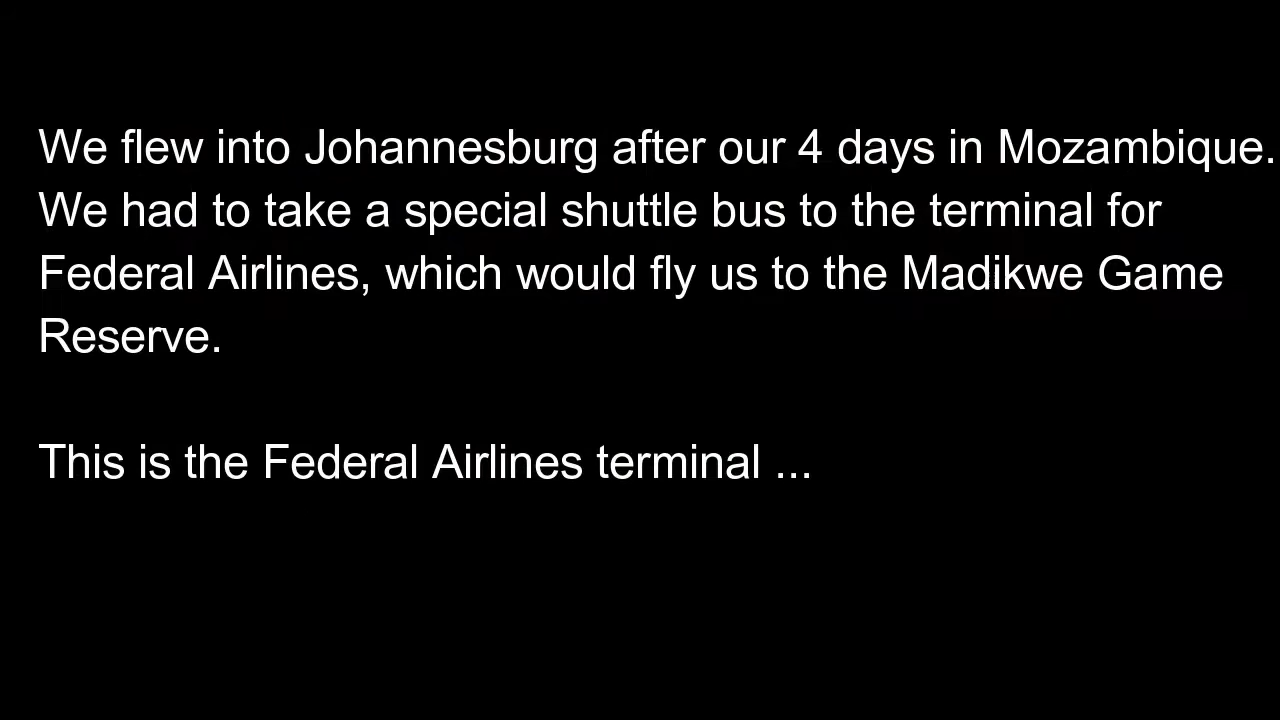 We flew into Johannesburg after our 4 days in Mozambique.
We had to take a special shuttle bus to the terminal for
Federal Airlines, which would fly us to the Madikwe Game
Reserve.
This is the Federal Airlines terminal ...